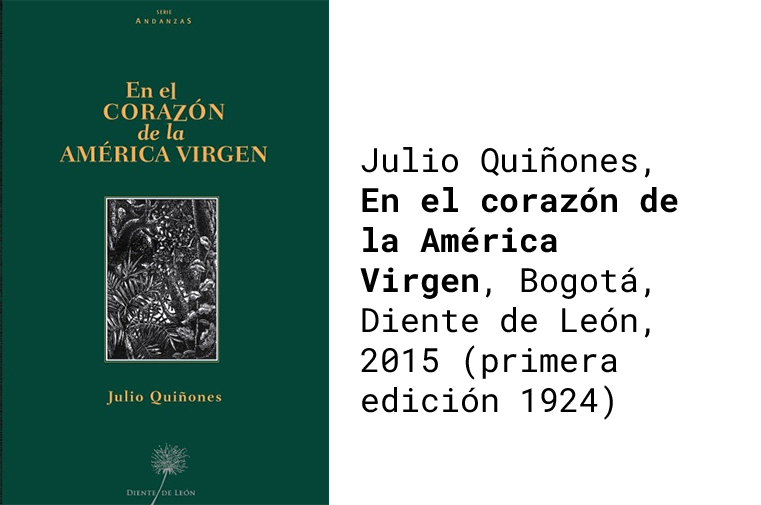 SERIE
ANDANZAS
En el
CORAZÓN
de la
AMÉRICA VIRGEN
Julio Quiñones
DIENTE DE LEÓN
Julio Quiñones,
En el corazón de
la América
Virgen, Bogotá,
Diente de León,
2015 (primera
edición 1924)